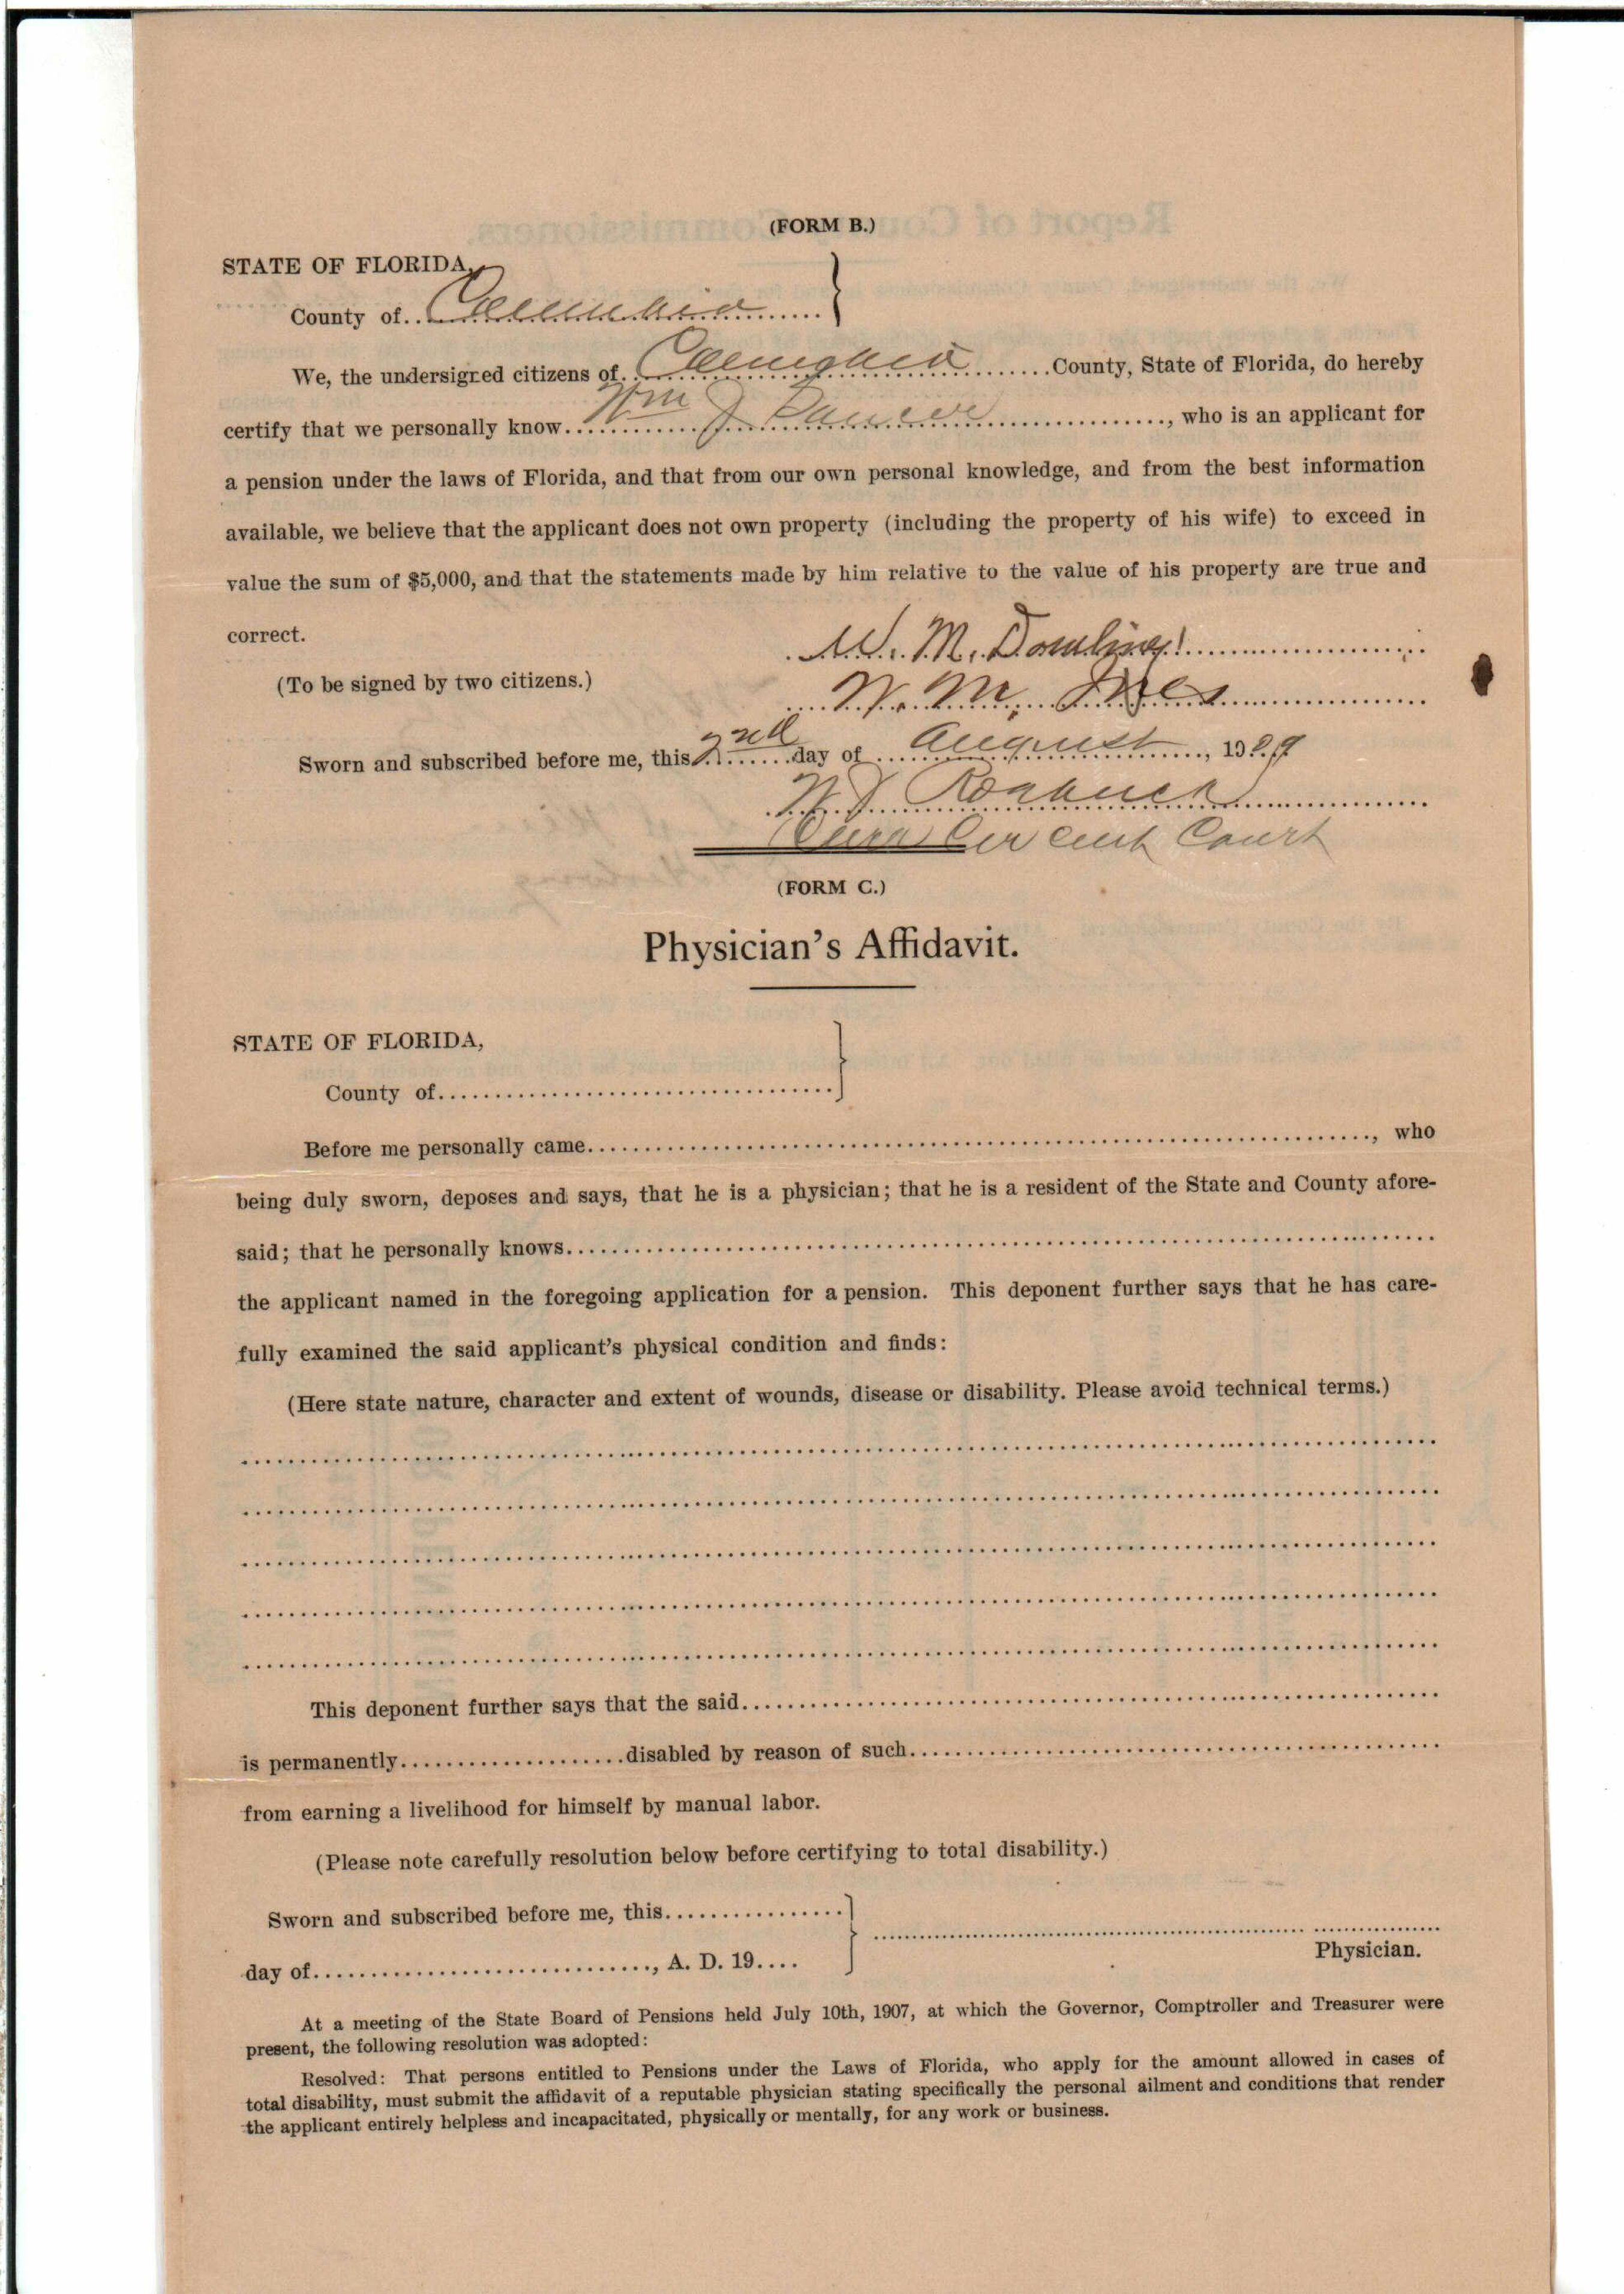 (FORM B.)
STATE OF FLORIDA,
County of Columbia
We, the undersigned citizens of Columbia County, State of Florida, do hereby
certify that we personally know Wm J , who is an applicant for
a pension under the laws of Florida, and that from our own personal knowledge, and from the best information
available, we believe that the applicant does not own property (including the property of his wife) to exceed in
value the sum of $5,000, and that the statements made by him relative to the value of his property are true and
correct.
W. M. Dowling
(To be signed by two citizens.)
W. M. Ives
Sworn and subscribed before me, this 2nd day of August, 1909
Roebuck
Circuit Court
(FORM C.)
Physician's Affidavit.
STATE OF FLORIDA,
County of
Before me personally came, who
being duly sworn, deposes and says, that he is a physician; that he is a resident of the State and County afore-
said; that he personally knows
the applicant named in the foregoing application for a pension. This deponent further says that he has care-
fully examined the said applicant's physical condition and finds:
(Here state nature, character and extent of wounds, disease or disability. Please avoid technical terms.)
This deponent further says that the said
is permanently disabled by reason of such
from earning a livelihood for himself by manual labor.
(Please note carefully resolution below before certifying to total disability.)
Sworn and subscribed before me, this
Physician.
day of, A. D. 19
At a meeting of the State Board of Pensions held July 10th, 1907, at which the Governor, Comptroller and Treasurer were
present, the following resolution was adopted:
Resolved: That persons entitled to Pensions under the Laws of Florida, who apply for the amount allowed in cases of
total disability, must submit the affidavit of a reputable physician stating specifically the personal ailment and conditions that render
the applicant entirely helpless and incapacitated, physically or mentally, for any work or business.